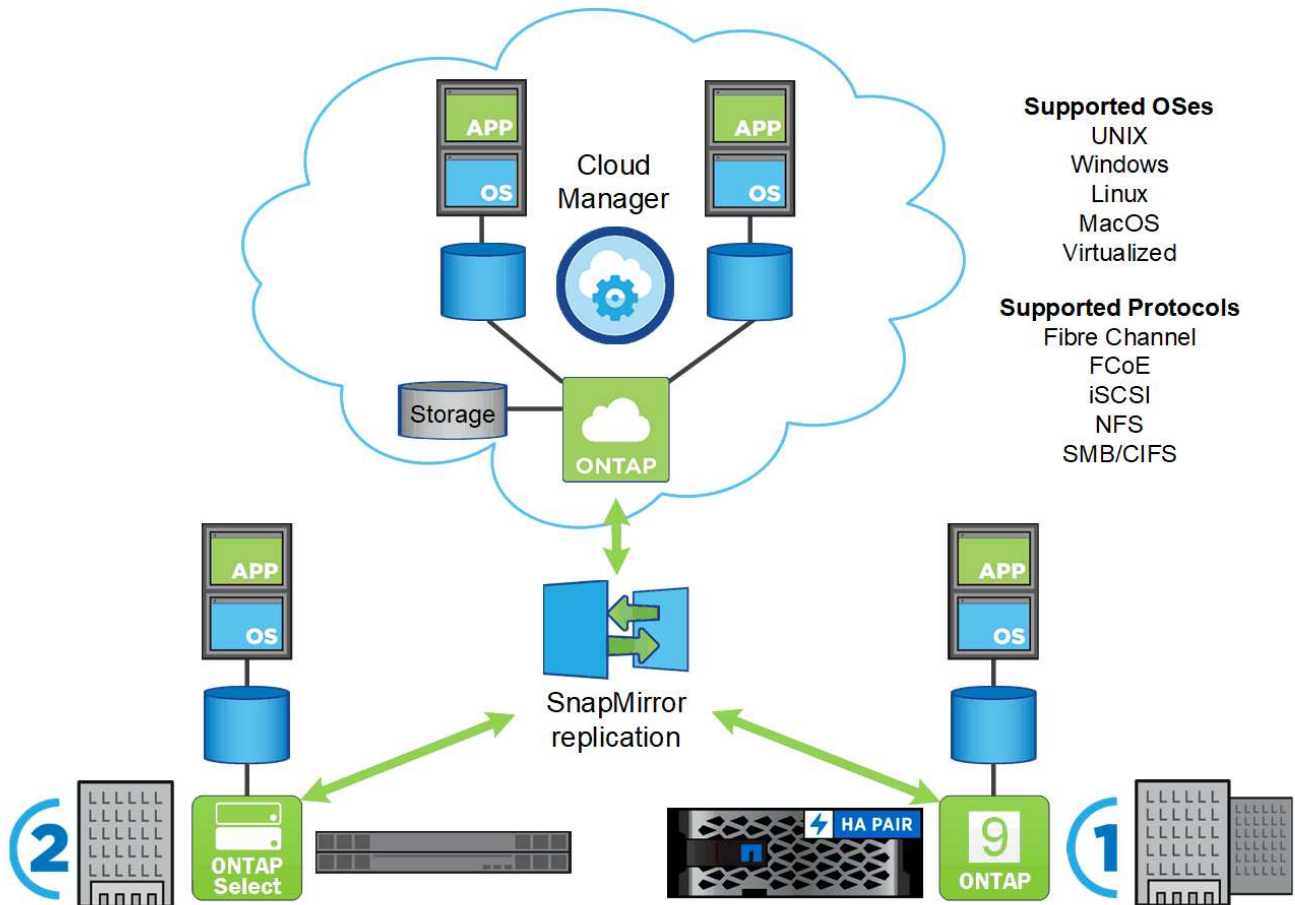 APP
OS
Cloud
Manager
APP
OS
Storage
ONTAP
Supported OSes
UNIX
Windows
Linux
MacOS
Virtualized
Supported Protocols
Fibre Channel
FCoE
iSCSI
NFS
SMB/CIFS
APP
OS
SnapMirror
replication
APP
OS
2
ONTAP
Select
HA PAIR
9
ONTAP
1